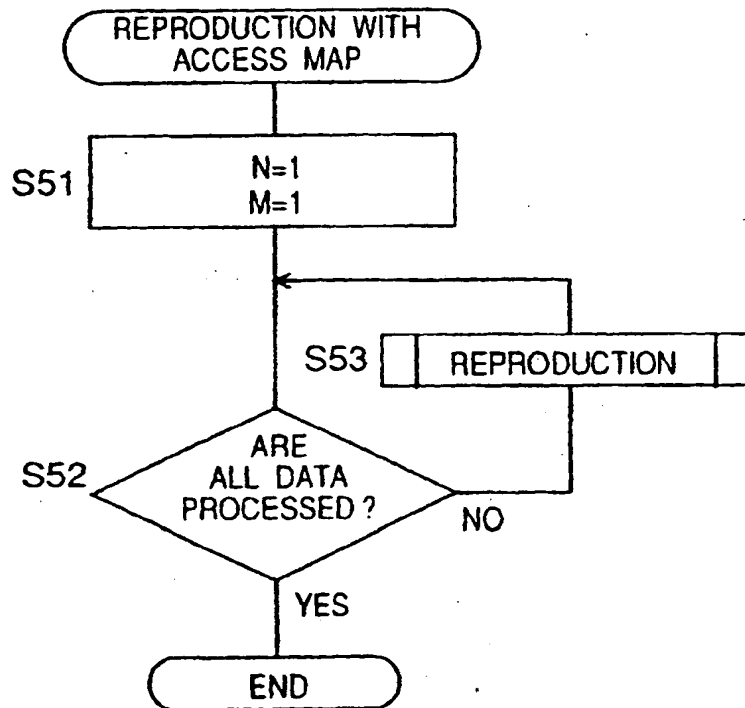 REPRODUCTION WITH
ACCESS MAP
S51
N=1
M=1
S53
REPRODUCTION
S52
ARE
ALL DATA
PROCESSED?
NO
YES
END